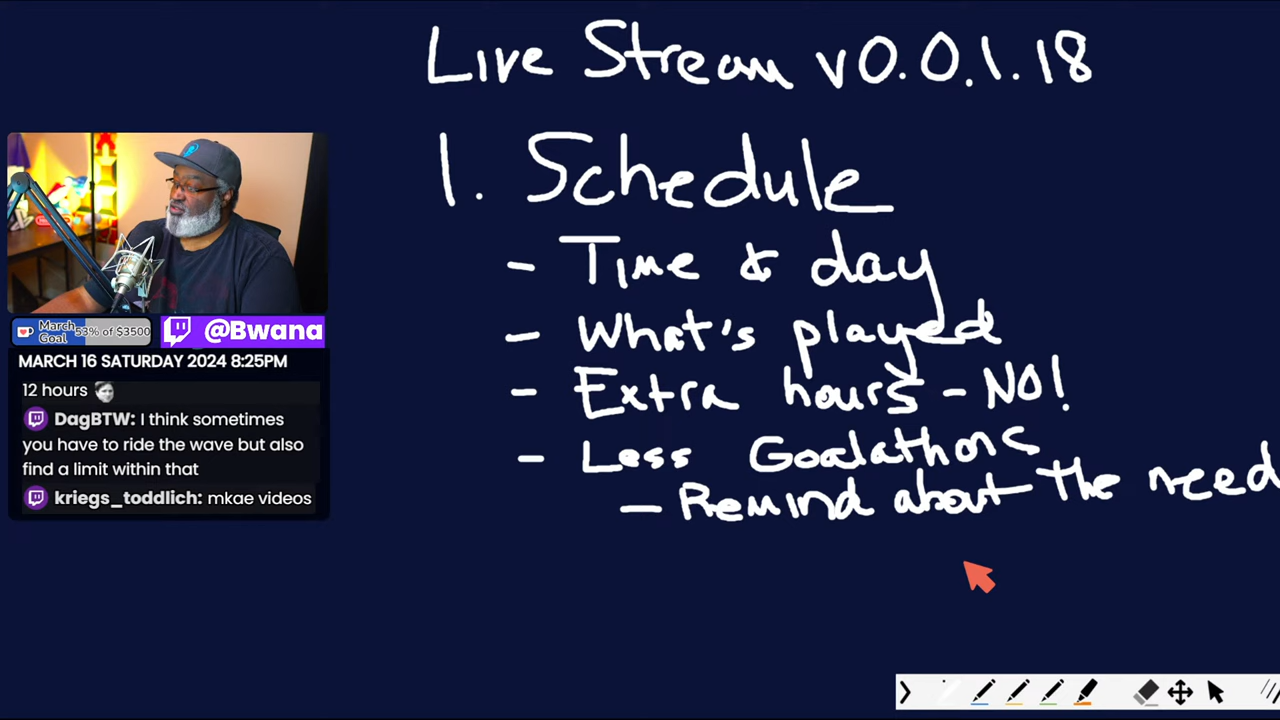 Live Stream v0.0.1.18
1. Schedule
- Time & day
- What's played
- Extra hours - NO!
- Less Goalathons
- Remind about the need
March Goal
53% of $3500
@Bwana
MARCH 16 SATURDAY 2024 8:25PM
12 hours
DagBTW: I think sometimes
you have to ride the wave but also
find a limit within that
kriegs_toddlich: mkae videos